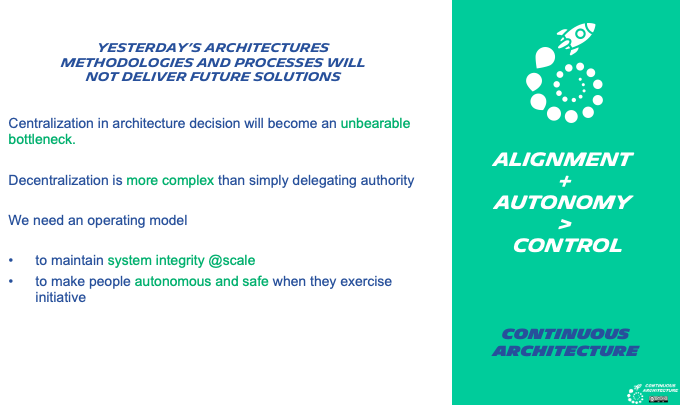 YESTERDAY'S ARCHITECTURES
METHODOLOGIES AND PROCESSES WILL
NOT DELIVER FUTURE SOLUTIONS
Centralization in architecture decision will become an unbearable
bottleneck.
Decentralization is more complex than simply delegating authority
We need an operating model
• to maintain system integrity @scale
• to make people autonomous and safe when they exercise
initiative
ALIGNMENT
+
AUTONOMY
>
CONTROL
CONTINUOUS
ARCHITECTURE
CONTINUOUS
ARCHITECTURE